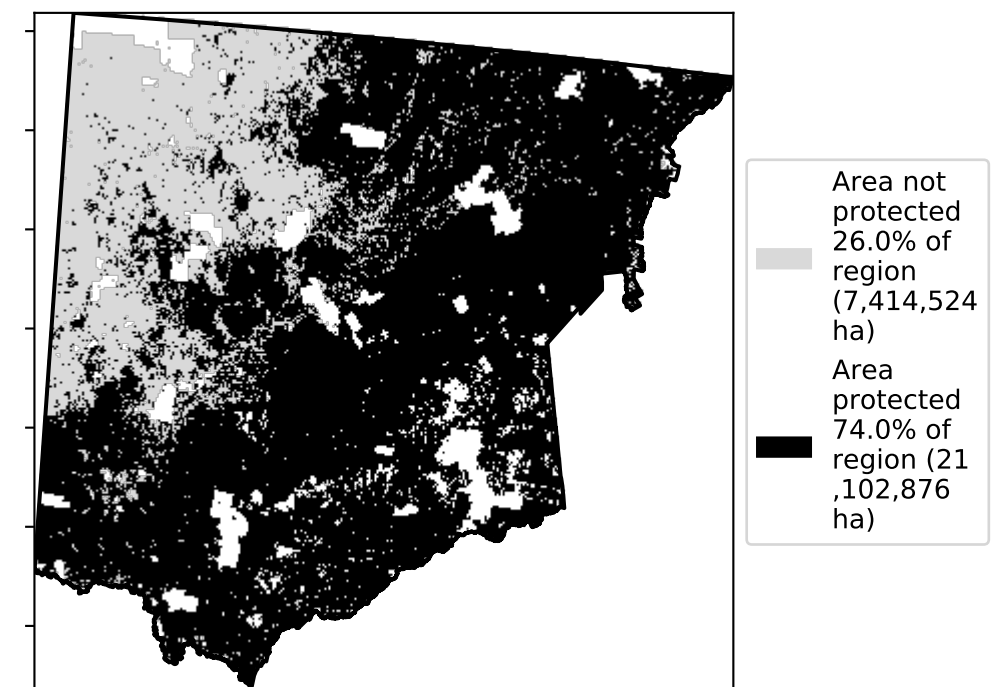 Area not
protected
26.0% of
region
(7,414,524
ha)
Area
protected
74.0% of
region (21
,102,876
ha)